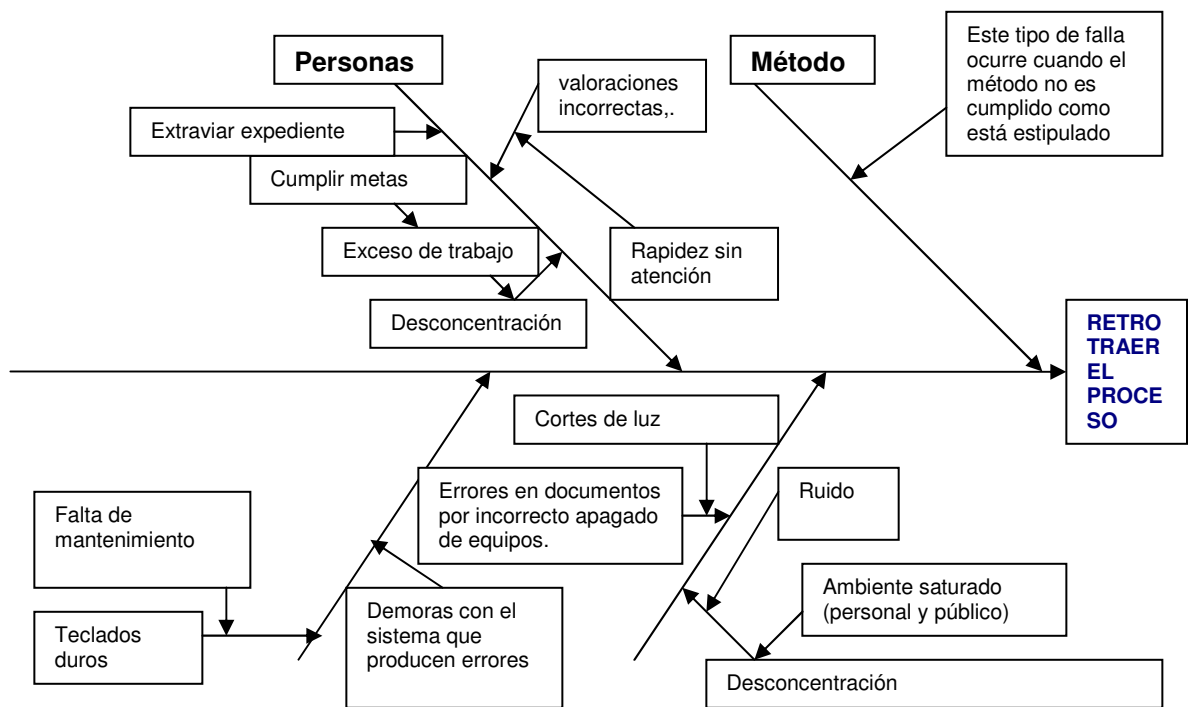 Personas
Método
Este tipo de falla
ocurre cuando el
método no es
cumplido como
está estipulado
valoraciones
incorrectas,.
Extraviar expediente
Cumplir metas
Exceso de trabajo
Rapidez sin
atención
Desconcentración
RETRO
TRAER
EL
PROCE
SO
Cortes de luz
Errores en documentos
por incorrecto apagado
de equipos.
Ruido
Falta de
mantenimiento
Ambiente saturado
(personal y público)
Demoras con el
sistema que
producen errores
Teclados
duros
Desconcentración